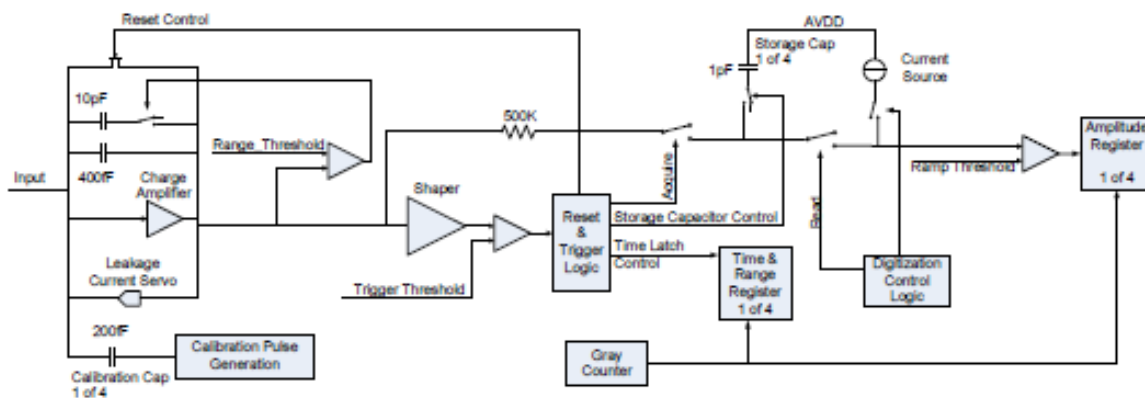 Reset Control
AVDD
Storage Cap
1 of 4
1pF
Current
Source
10pF
500K
Range_Threshold
Amplitude
Register
1 of 4
Input
400fF
Charge
Amplifier
Shaper
Acquire
Ramp Threshold
Reset
&
Trigger
Logic
Storage Capacitor Control
Read
Time Latch
Control
Leakage
Current Servo
Trigger Threshold
Time &
Range
Register
1 of 4
Digitization
Control
Logic
200fF
Calibration Pulse
Generation
Calibration Cap
1 of 4
Gray
Counter